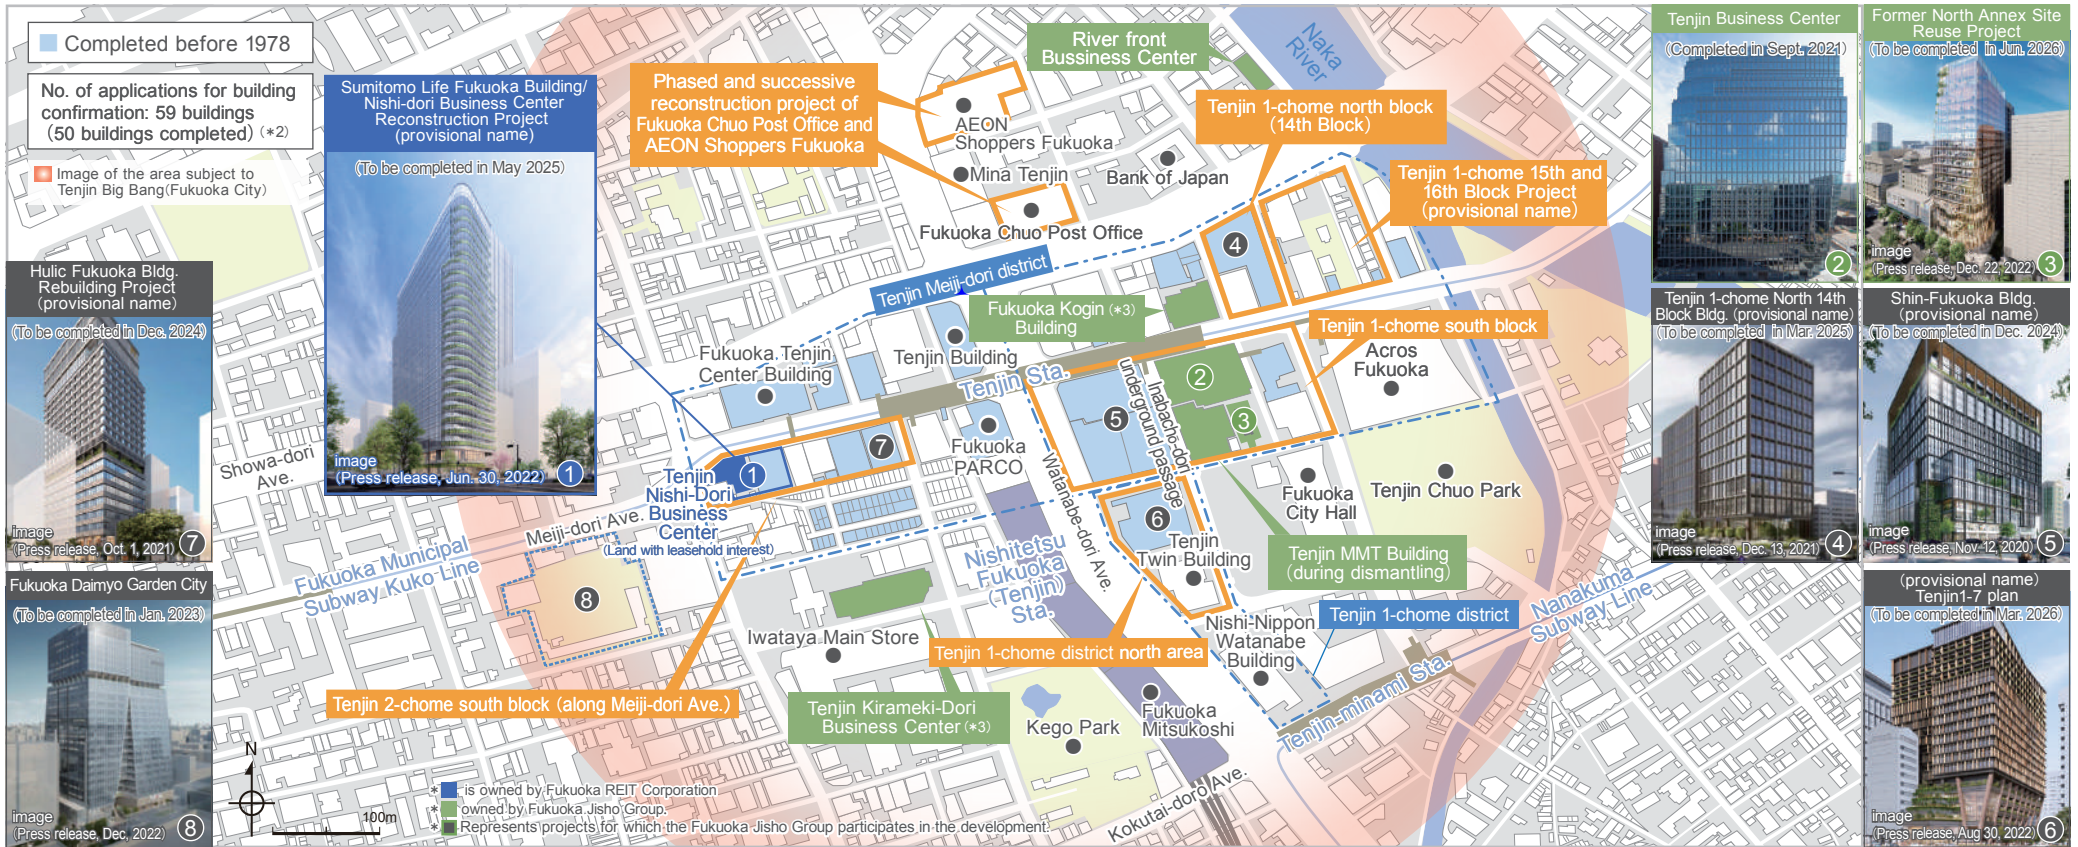 Completed before 1978
No. of applications for building
confirmation: 59 buildings
(50 buildings completed) (*2)
Image of the area subject to
Tenjin Big Bang(Fukuoka City)
Sumitomo Life Fukuoka Building/
Nishi-dori Business Center
Reconstruction Project
(provisional name)
(To be completed in May 2025)
image
(Press release, Jun. 30, 2022)
1
Hulic Fukuoka Bldg.
Rebuilding Project
(provisional name)
(To be completed in Dec. 2024)
image
(Press release, Oct. 1, 2021)
7
Fukuoka Daimyo Garden City
(To be completed in Jan. 2023)
image
(Press release, Dec, 2022)
8
Phased and successive
reconstruction project of
Fukuoka Chuo Post Office and
AEON Shoppers Fukuoka
AEON
Shoppers Fukuoka
Mina Tenjin
Fukuoka Chuo Post Office
River front
Bussiness Center
Naka
River
Bank of Japan
Tenjin 1-chome north block
(14th Block)
Tenjin 1-chome 15th and
16th Block Project
(provisional name)
4
Tenjin Meiji-dori district
Fukuoka Kogin (*3)
Building
Tenjin 1-chome south block
Fukuoka Tenjin
Center Building
Tenjin Building
Tenjin Sta.
Acros
Fukuoka
2
3
5
Inabacho-dori
underground passage
7
Fukuoka
PARCO
1
Tenjin
Nishi-Dori
Business
Center
(Land with leasehold interest)
Showa-dori
Ave.
Meiji-dori Ave.
Watanabe-dori Ave.
Fukuoka
City Hall
Tenjin Chuo Park
6
Tenjin
Twin Building
Tenjin MMT Building
(during dismantling)
Fukuoka Municipal
Subway Kuko Line
8
Nishitetsu
Fukuoka
(Tenjin)
Sta.
Nanakuma
Subway Line
Iwataya Main Store
Tenjin 1-chome district north area
Nishi-Nippon
Watanabe
Building
Tenjin 1-chome district
Tenjin-minami Sta.
Tenjin 2-chome south block (along Meiji-dori Ave.)
Tenjin Kirameki-Dori
Business Center (*3)
Kego Park
Fukuoka
Mitsukoshi
Kokutai-doro Ave.
N
100m
* is owned by Fukuoka REIT Corporation
* owned by Fukuoka Jisho Group.
* Represents projects for which the Fukuoka Jisho Group participates in the development.
Tenjin Business Center
(Completed in Sept. 2021)
2
Former North Annex Site
Reuse Project
(To be completed in Jun. 2026)
image
(Press release, Dec. 22, 2022)
3
Tenjin 1-chome North 14th
Block Bldg. (provisional name)
(To be completed in Mar. 2025)
image
(Press release, Dec. 13, 2021)
4
Shin-Fukuoka Bldg.
(provisional name)
(To be completed in Dec. 2024)
image
(Press release, Nov. 12, 2020)
5
(provisional name)
Tenjin1-7 plan
(To be completed in Mar. 2026)
image
(Press release, Aug 30, 2022)
6